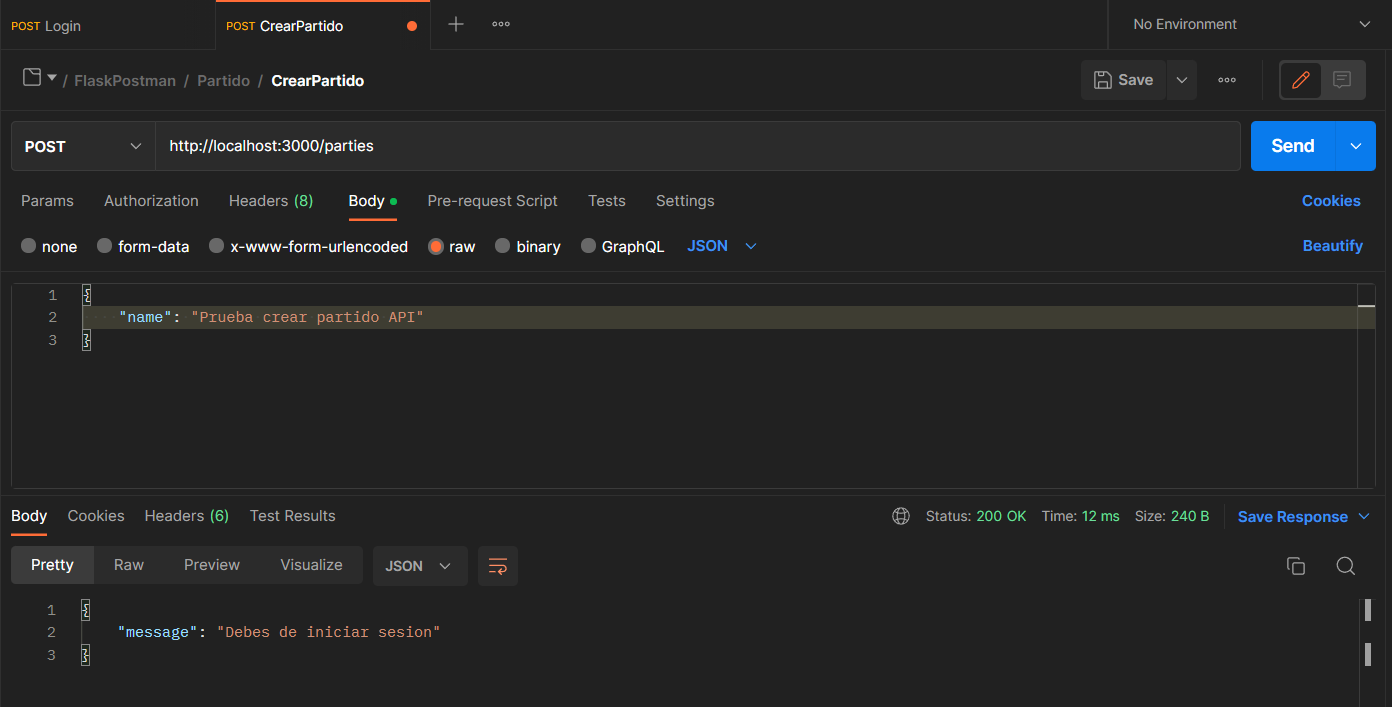 POST Login
POST CrearPartido
No Environment
/ FlaskPostman / Partido / CrearPartido
Save
POST
http://localhost:3000/parties
Send
Params Authorization Headers (8) Body Pre-request Script Tests Settings Cookies
none form-data x-www-form-urlencoded raw binary GraphQL JSON Beautify
1 {
2 "name": "Prueba crear partido API"
3 }
Body Cookies Headers (6) Test Results Status: 200 OK Time: 12 ms Size: 240 B Save Response
Pretty Raw Preview Visualize JSON
1 {
2 "message": "Debes de iniciar sesion"
3 }